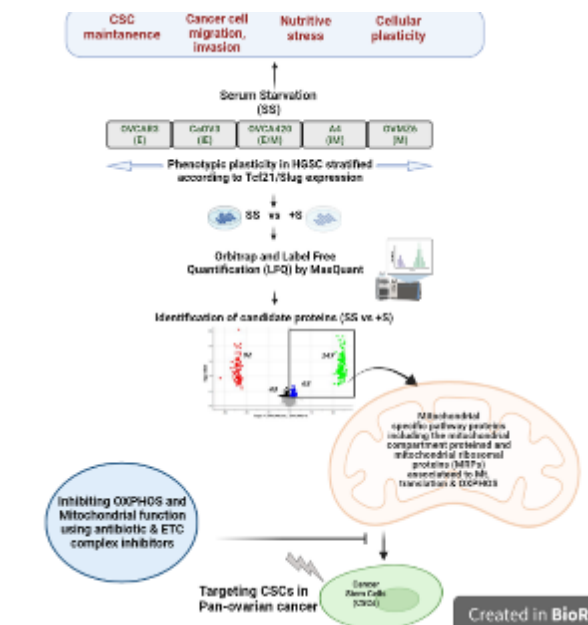 CSC
maintanence
Cancer cell
migration,
invasion
Nutritive
stress
Cellular
plasticity
Serum Starvation
(SS)
OVCAR3
(E)
CaOV3
(IE)
OVCA420
(E/M)
A4
(IM)
OVMZ6
(M)
Phenotypic plasticity in HGSC stratified
according to Tcf21/Slug expression
SS vs +S
Orbitrap and Label Free
Quantification (LFQ) by MaxQuant
Identification of candidate proteins (SS vs +S)
Mitochondrial
specific pathway proteins
including the mitochondrial
compartment proteined and
mitochondrial ribosomal
proteins (MRPs)
associated to Mt.
translation & OXPHOS
Inhibiting OXPHOS and
Mitochondrial function
using antibiotic & ETC
complex inhibitors
Targeting CSCs in
Pan-ovarian cancer
Cancer
Stem Cells
(CSCs)
Created in BioR